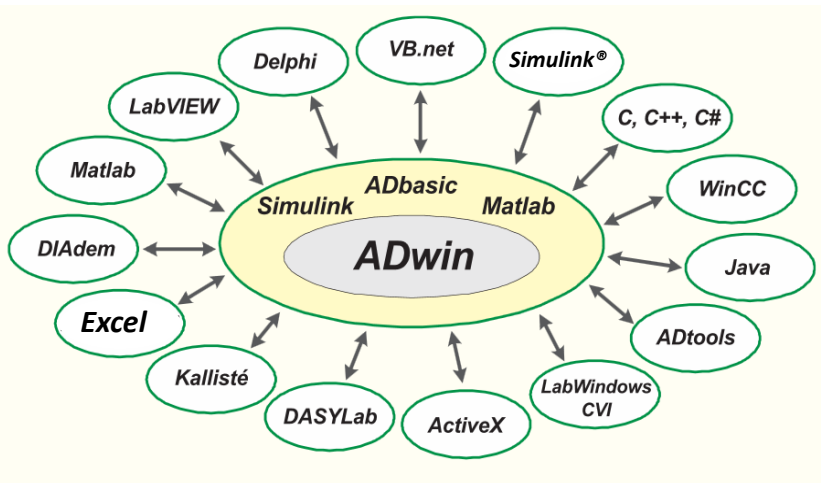 VB.net
Delphi
Simulink®
LabVIEW
C, C++, C#
Matlab
WinCC
ADbasic
Simulink
Matlab
ADwin
DIAdem
Java
Excel
ADtools
Kallisté
LabWindows
CVI
DASYLab
ActiveX